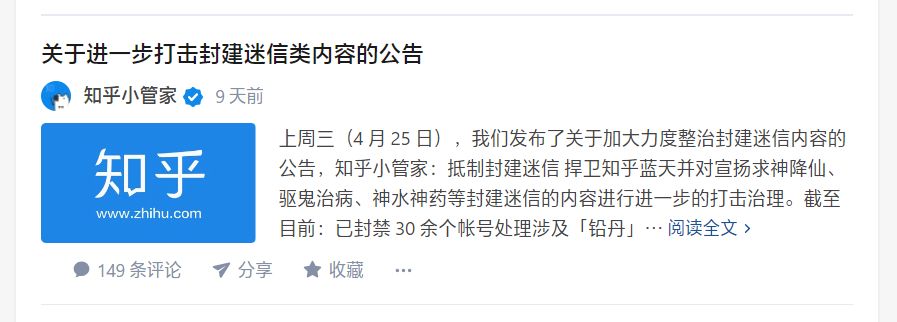 关于进一步打击封建迷信类内容的公告
知乎小管家 9 天前
知乎
www.zhihu.com
上周三（4 月 25 日），我们发布了关于加大力度整治封建迷信内容的
公告，知乎小管家：抵制封建迷信 捍卫知乎蓝天并对宣扬求神降仙、
驱鬼治病、神水神药等封建迷信的内容进行进一步的打击治理。截至
目前：已封禁 30 余个帐号处理涉及「铅丹」… 阅读全文
149 条评论 分享 收藏 …